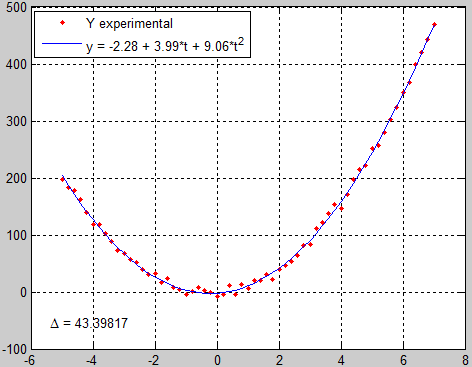 Y experimental
y = -2.28 + 3.99*t + 9.06*t²
500
400
300
200
100
0
-100
Δ = 43.39817
-6 -4 -2 0 2 4 6 8